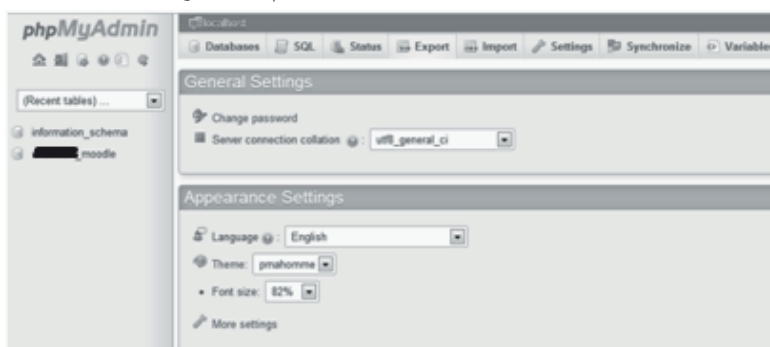 phpMyAdmin
localhost
Databases SQL Status Export Import Settings Synchronize Variable
(Recent tables) ...
information_schema
_moodle
General Settings
Change password
Server connection collation : utf8_general_ci
Appearance Settings
Language : English
Theme: pmahomme
Font size: 82%
More settings